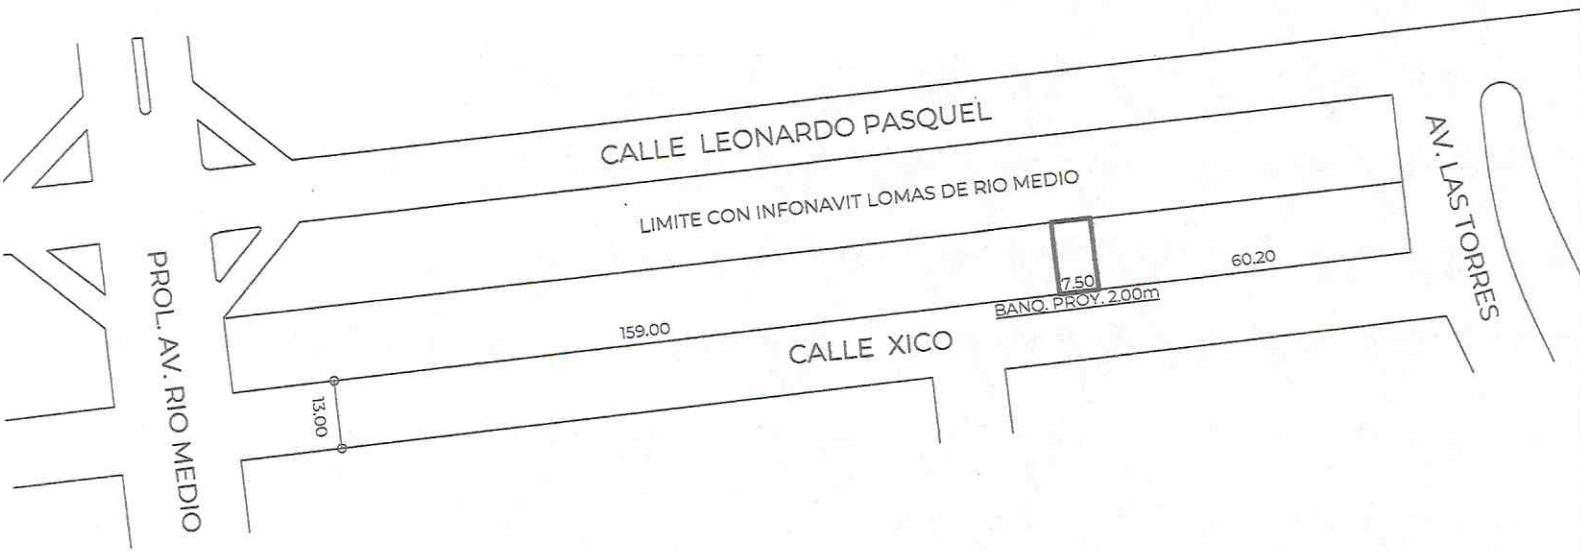 CALLE LEONARDO PASQUEL
LIMITE CON INFONAVIT LOMAS DE RIO MEDIO
AV. LAS TORRES
PROL. AV. RIO MEDIO
60.20
7.50
BANQ. PROY. 2.00m
159.00
CALLE XICO
13.00